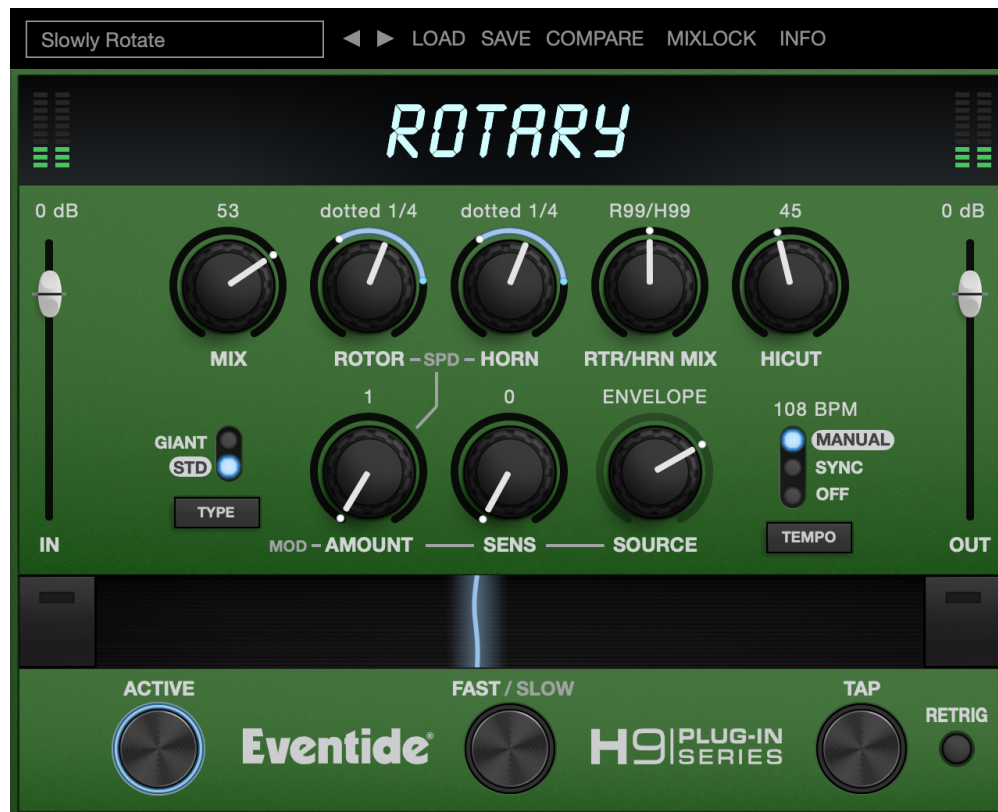 Slowly Rotate LOAD SAVE COMPARE MIXLOCK INFO
ROTARY
0 dB 53 dotted 1/4 dotted 1/4 R99/H99 45 0 dB
MIX ROTOR SPD HORN RTR/HRN MIX HICUT
1 0 ENVELOPE 108 BPM
GIANT MANUAL
STD SYNC
OFF
TYPE TEMPO
IN MOD AMOUNT SENS SOURCE OUT
ACTIVE FAST / SLOW TAP
RETRIG
Eventide® H9 PLUG-IN
SERIES